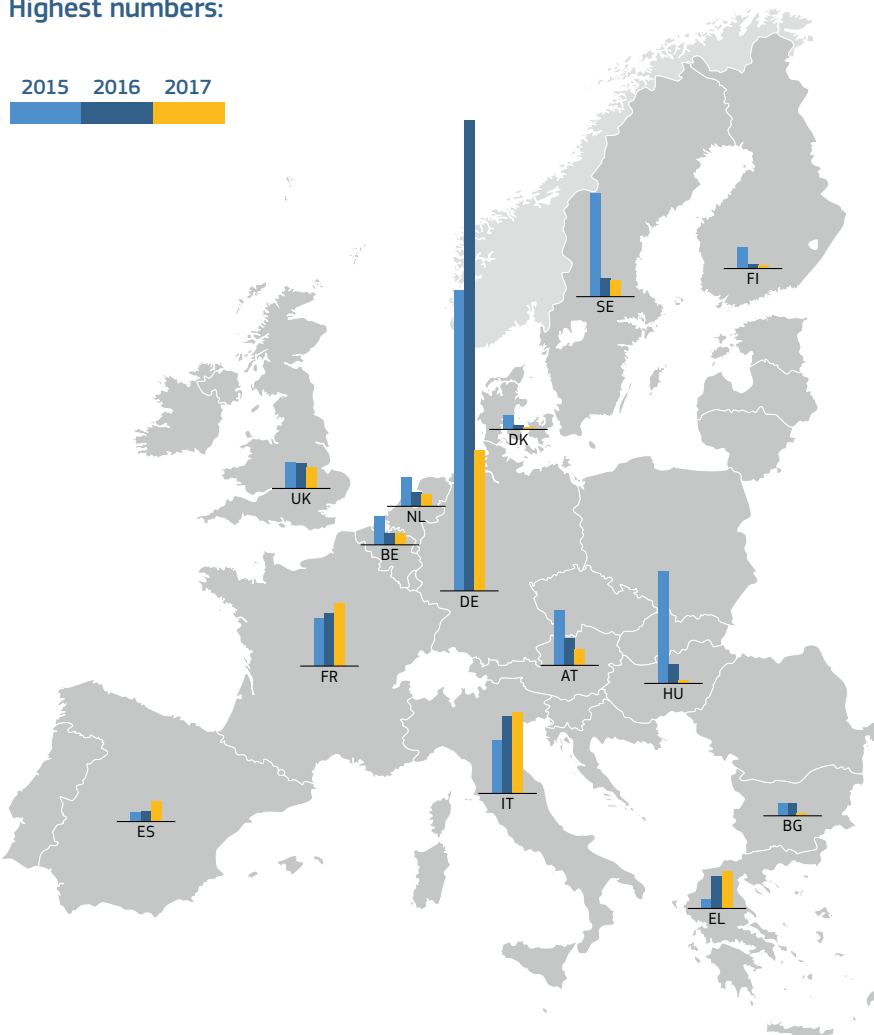 Highest numbers:
2015 2016 2017
FI
SE
DK
UK
NL
BE
DE
FR
AT
HU
IT
ES
BG
EL